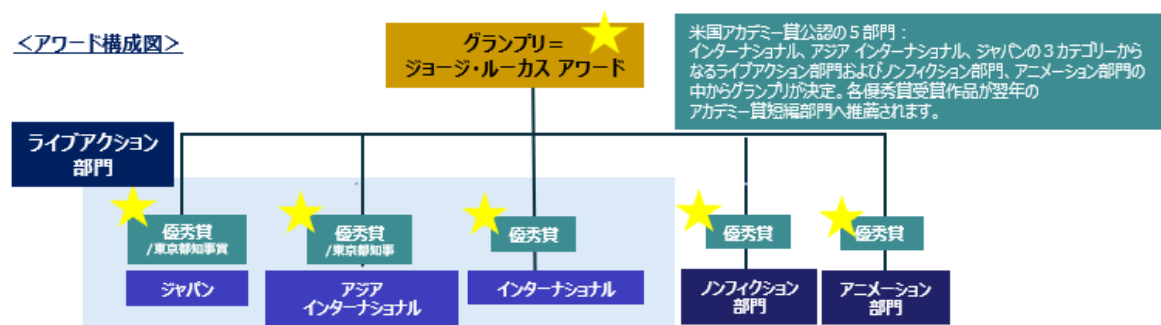 <アワード構成図>
グランプリ=
ジョージ・ルーカス アワード
米国アカデミー賞公認の５部門：
インターナショナル、アジア インターナショナル、ジャパンの３カテゴリーから
なるライブアクション部門およびノンフィクション部門、アニメーション部門の
中からグランプリが決定。各優秀賞受賞作品が翌年の
アカデミー賞短編部門へ推薦されます。
ライブアクション
部門
優秀賞
/東京都知事賞
ジャパン
優秀賞
/東京都知事
アジア
インターナショナル
優秀賞
インターナショナル
優秀賞
ノンフィクション
部門
優秀賞
アニメーション
部門